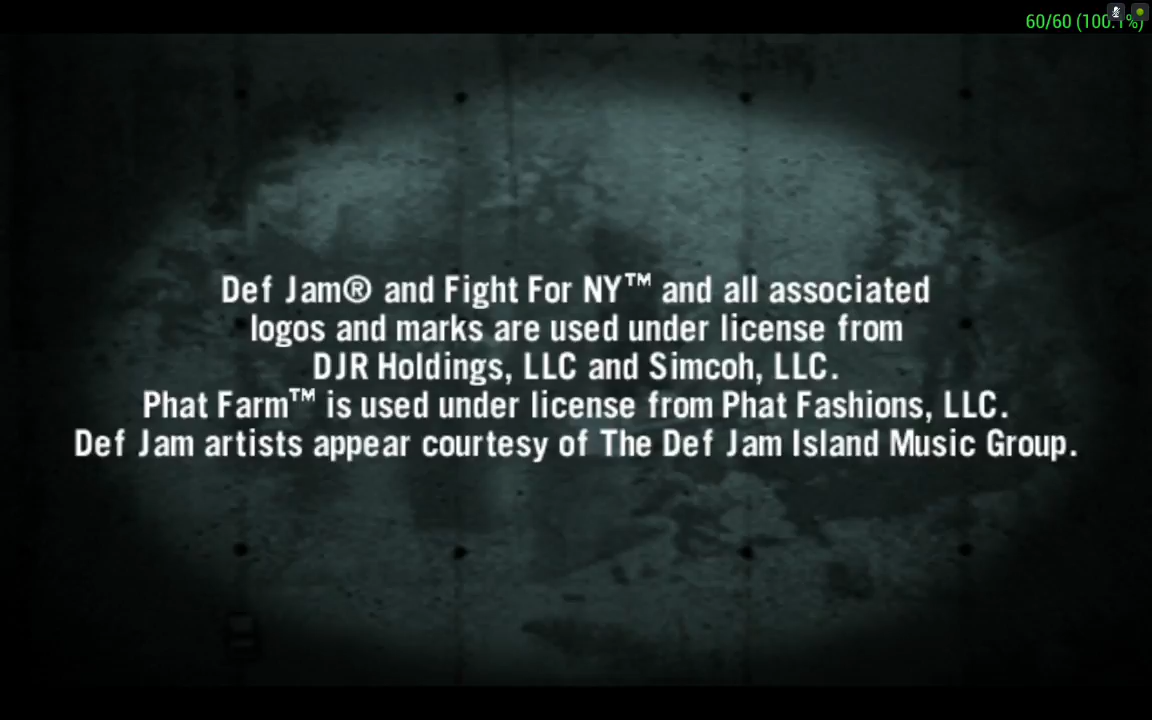 60/60 (100.1%)
Def Jam® and Fight For NY™ and all associated
logos and marks are used under license from
DJR Holdings, LLC and Simcoh, LLC.
Phat Farm™ is used under license from Phat Fashions, LLC.
Def Jam artists appear courtesy of The Def Jam Island Music Group.